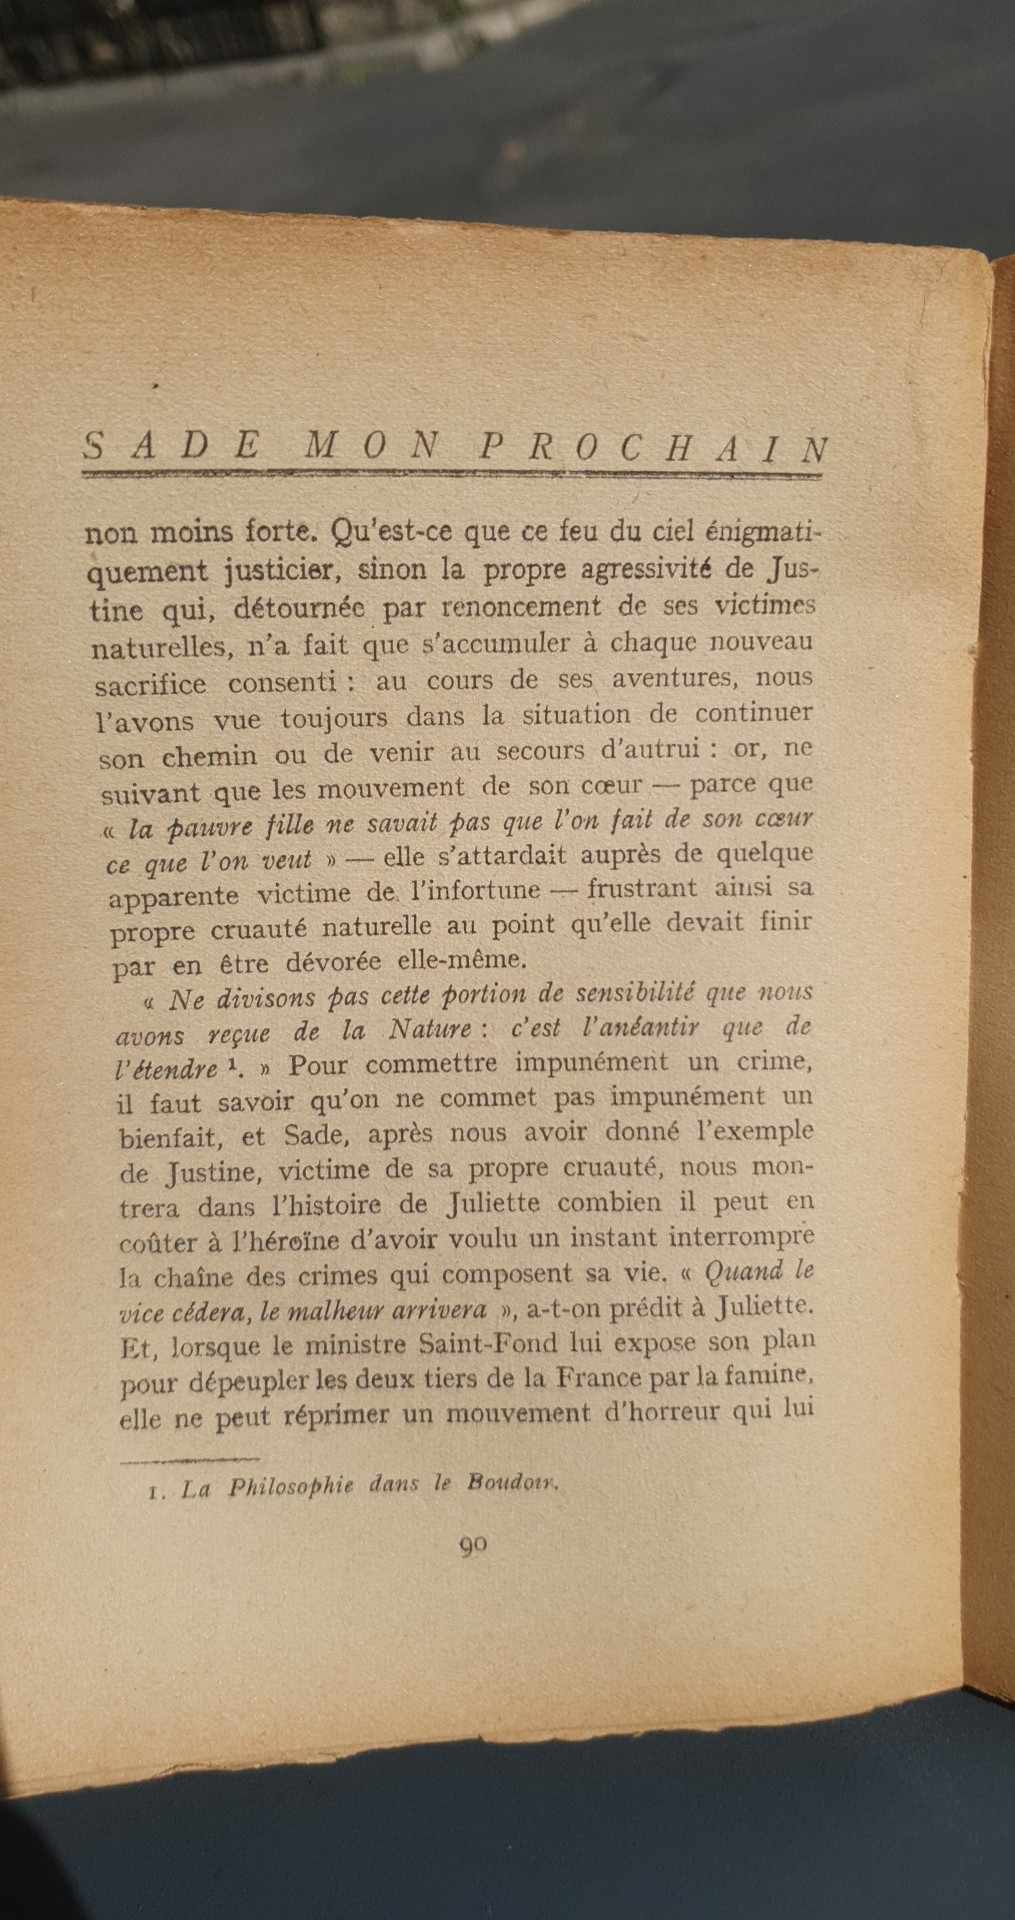 SADE MON PROCHAIN
non moins forte. Qu'est-ce que ce feu du ciel énigmati-
quement justicier, sinon la propre agressivité de Jus-
tine qui, détournée par renoncement de ses victimes
naturelles, n'a fait que s'accumuler à chaque nouveau
sacrifice consenti : au cours de ses aventures, nous
l'avons vue toujours dans la situation de continuer
son chemin ou de venir au secours d'autrui : or, ne
suivant que les mouvement de son cœur — parce que
« la pauvre fille ne savait pas que l'on fait de son cœur
ce que l'on veut » — elle s'attardait auprès de quelque
apparente victime de l'infortune — frustrant ainsi sa
propre cruauté naturelle au point qu'elle devait finir
par en être dévorée elle-même.
« Ne divisons pas cette portion de sensibilité que nous
avons reçue de la Nature : c'est l'anéantir que de
l'étendre ¹. » Pour commettre impunément un crime,
il faut savoir qu'on ne commet pas impunément un
bienfait, et Sade, après nous avoir donné l'exemple
de Justine, victime de sa propre cruauté, nous mon-
trera dans l'histoire de Juliette combien il peut en
coûter à l'héroïne d'avoir voulu un instant interrompre
la chaîne des crimes qui composent sa vie. « Quand le
vice cédera, le malheur arrivera », a-t-on prédit à Juliette.
Et, lorsque le ministre Saint-Fond lui expose son plan
pour dépeupler les deux tiers de la France par la famine,
elle ne peut réprimer un mouvement d'horreur qui lui
1. La Philosophie dans le Boudoir.
90